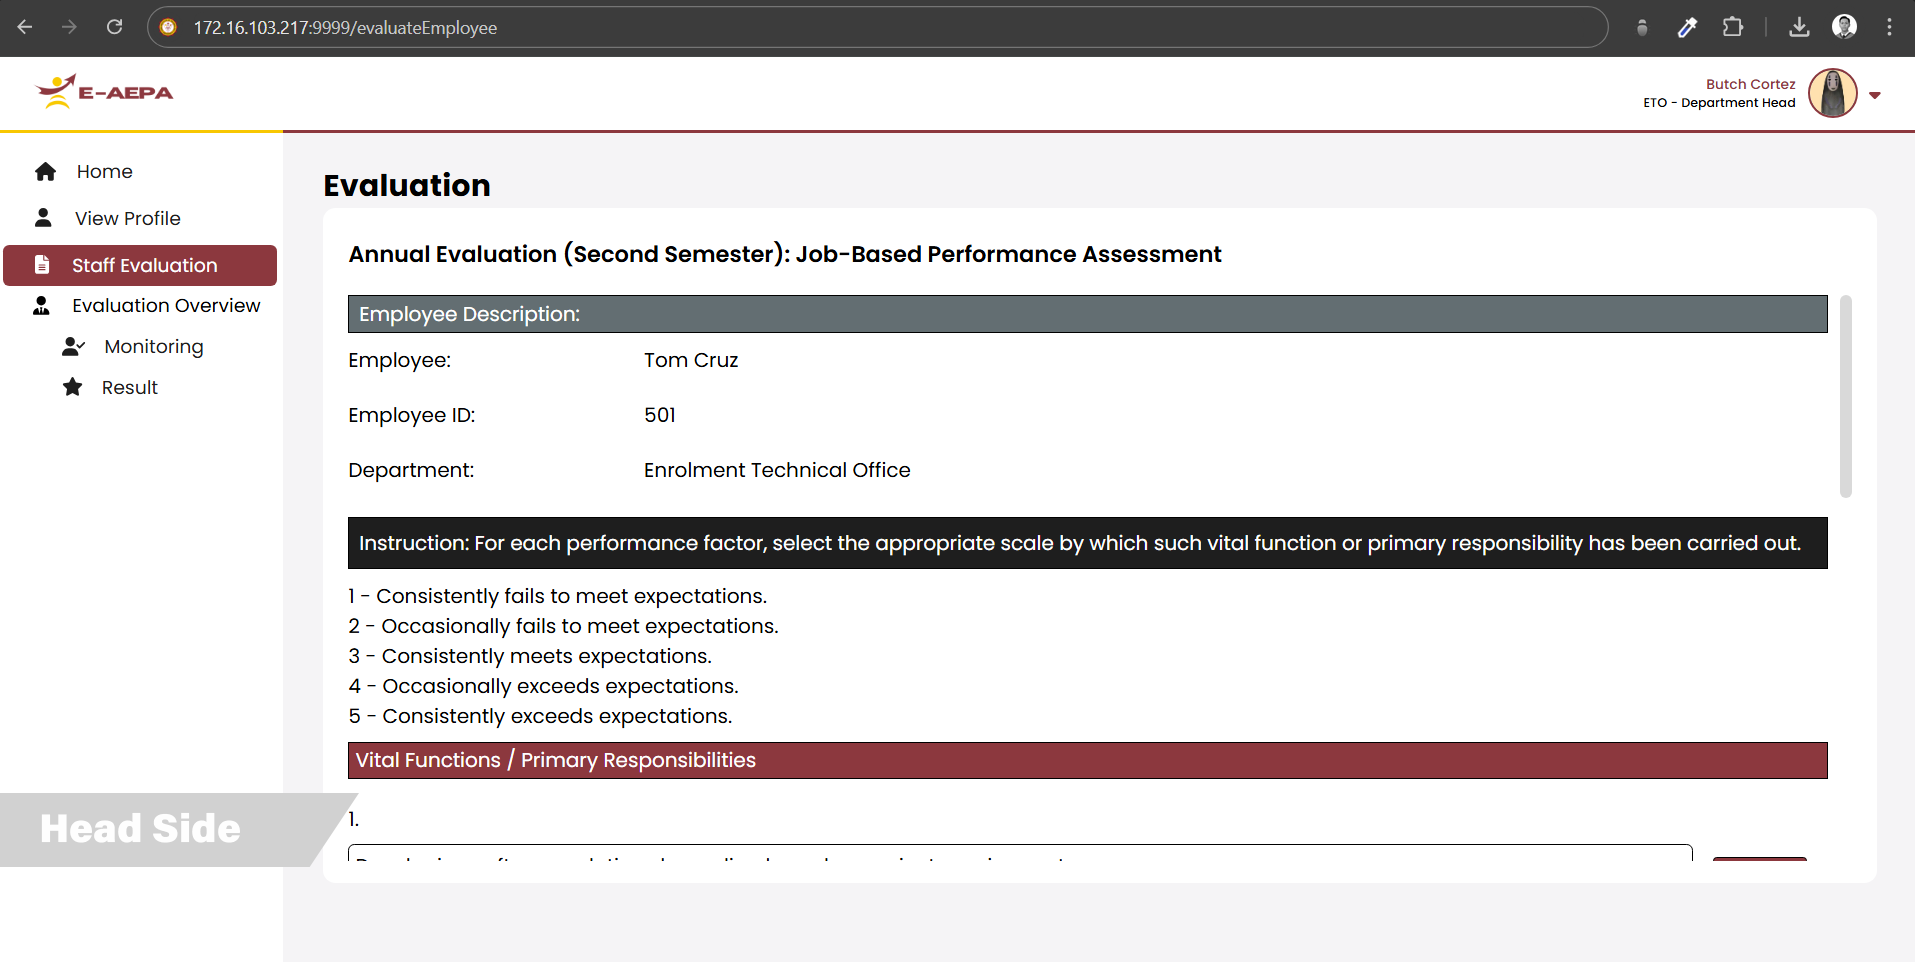 172.16.103.217:9999/evaluateEmployee
E-AEPA
Butch Cortez
ETO - Department Head
Home
View Profile
Staff Evaluation
Evaluation Overview
Monitoring
Result
Evaluation
Annual Evaluation (Second Semester): Job-Based Performance Assessment
Employee Description:
Employee: Tom Cruz
Employee ID: 501
Department: Enrolment Technical Office
Instruction: For each performance factor, select the appropriate scale by which such vital function or primary responsibility has been carried out.
1 - Consistently fails to meet expectations.
2 - Occasionally fails to meet expectations.
3 - Consistently meets expectations.
4 - Occasionally exceeds expectations.
5 - Consistently exceeds expectations.
Vital Functions / Primary Responsibilities
Head Side
1.